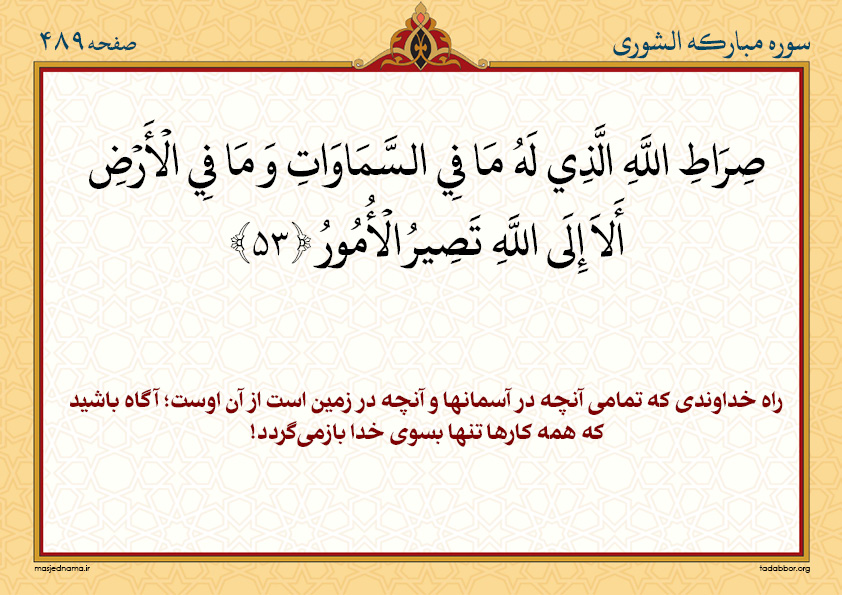 سوره مبارکه الشوری
صفحه ۴۸۹
صِرَاطِ اللَّهِ الَّذِي لَهُ مَا فِي السَّمَاوَاتِ وَ مَا فِي الْأَرْضِ
أَلاَ إِلَى اللَّهِ تَصِيرُ الْأُمُورُ ﴿۵۳﴾
راه خداوندی که تمامی آنچه در آسمانها و آنچه در زمین است از آن اوست؛ آگاه باشید
که همه کارها تنها بسوی خدا بازمی‌گردد!
masjednama.ir
tadabbor.org